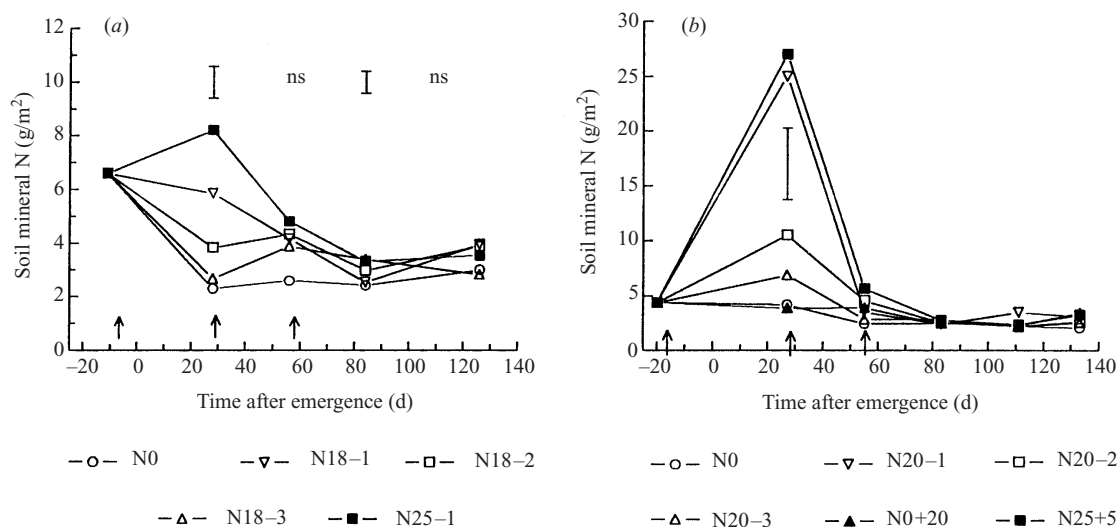 (a)
12
10
8
6
4
2
0
Soil mineral N (g/m²)
ns
ns
–20 0 20 40 60 80 100 120 140
Time after emergence (d)
N0
N18–1
N18–2
N18–3
N25–1
(b)
30
25
20
15
10
5
0
Soil mineral N (g/m²)
–20 0 20 40 60 80 100 120 140
Time after emergence (d)
N0
N20–1
N20–2
N20–3
N0+20
N25+5